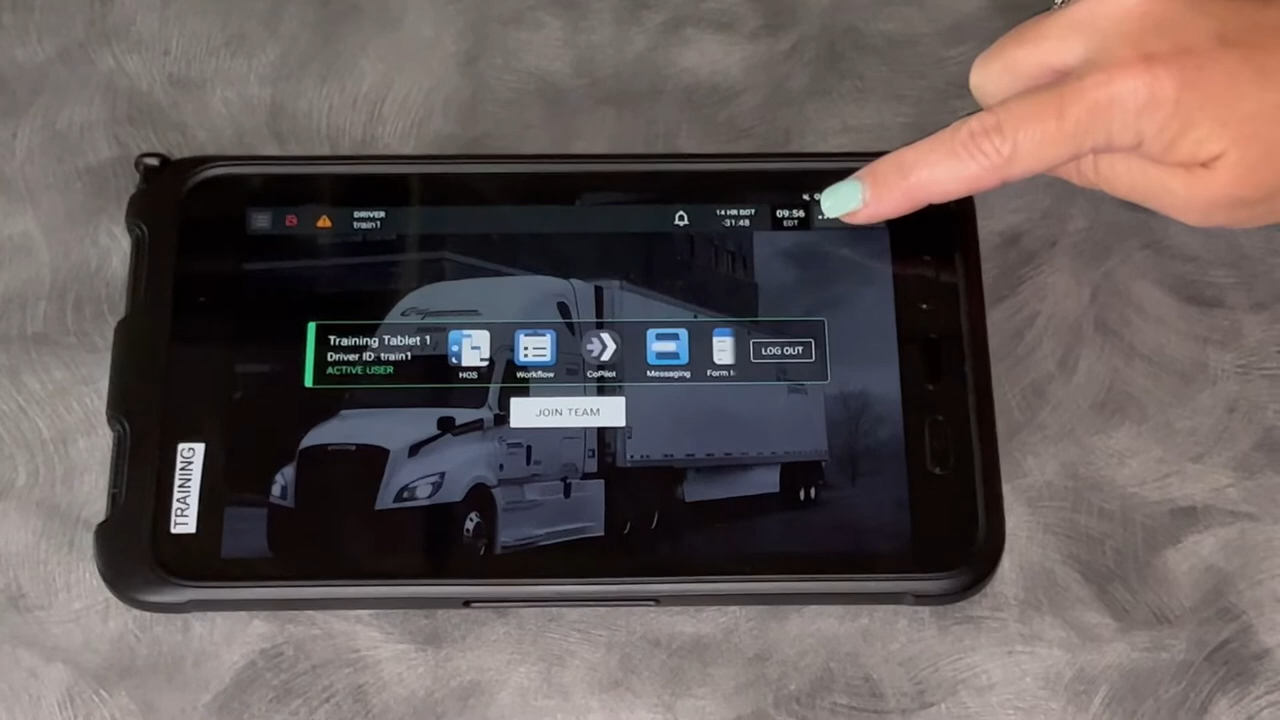 DRIVER
train1
14 HR DOT
-31:48
09:56
EDT
Training Tablet 1
Driver ID: train1
ACTIVE USER
HOS
Workflow
CoPilot
Messaging
Form
LOG OUT
JOIN TEAM
TRAINING